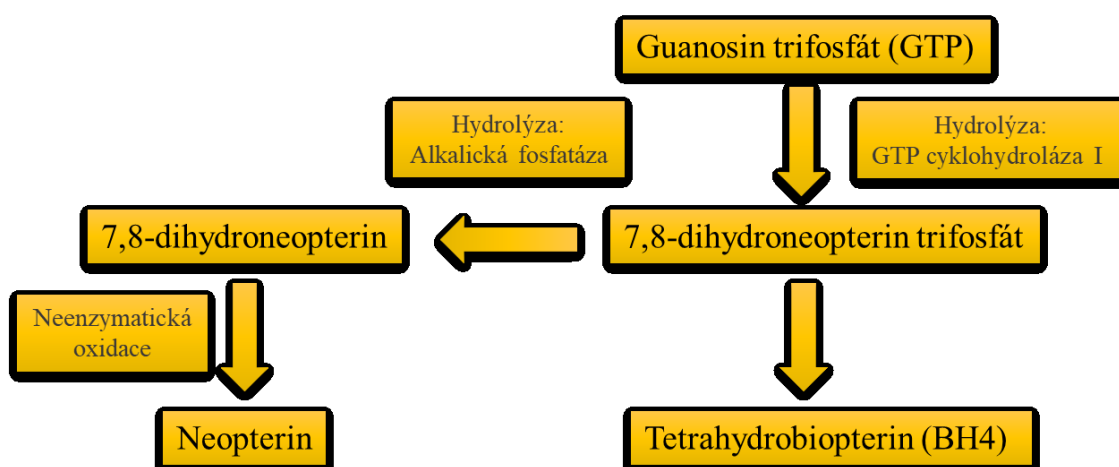 Guanosin trifosfát (GTP)
Hydrolýza:
Alkalická fosfatáza
Hydrolýza:
GTP cyklohydroláza I
7,8-dihydroneopterin
7,8-dihydroneopterin trifosfát
Neenzymatická
oxidace
Neopterin
Tetrahydrobiopterin (BH4)